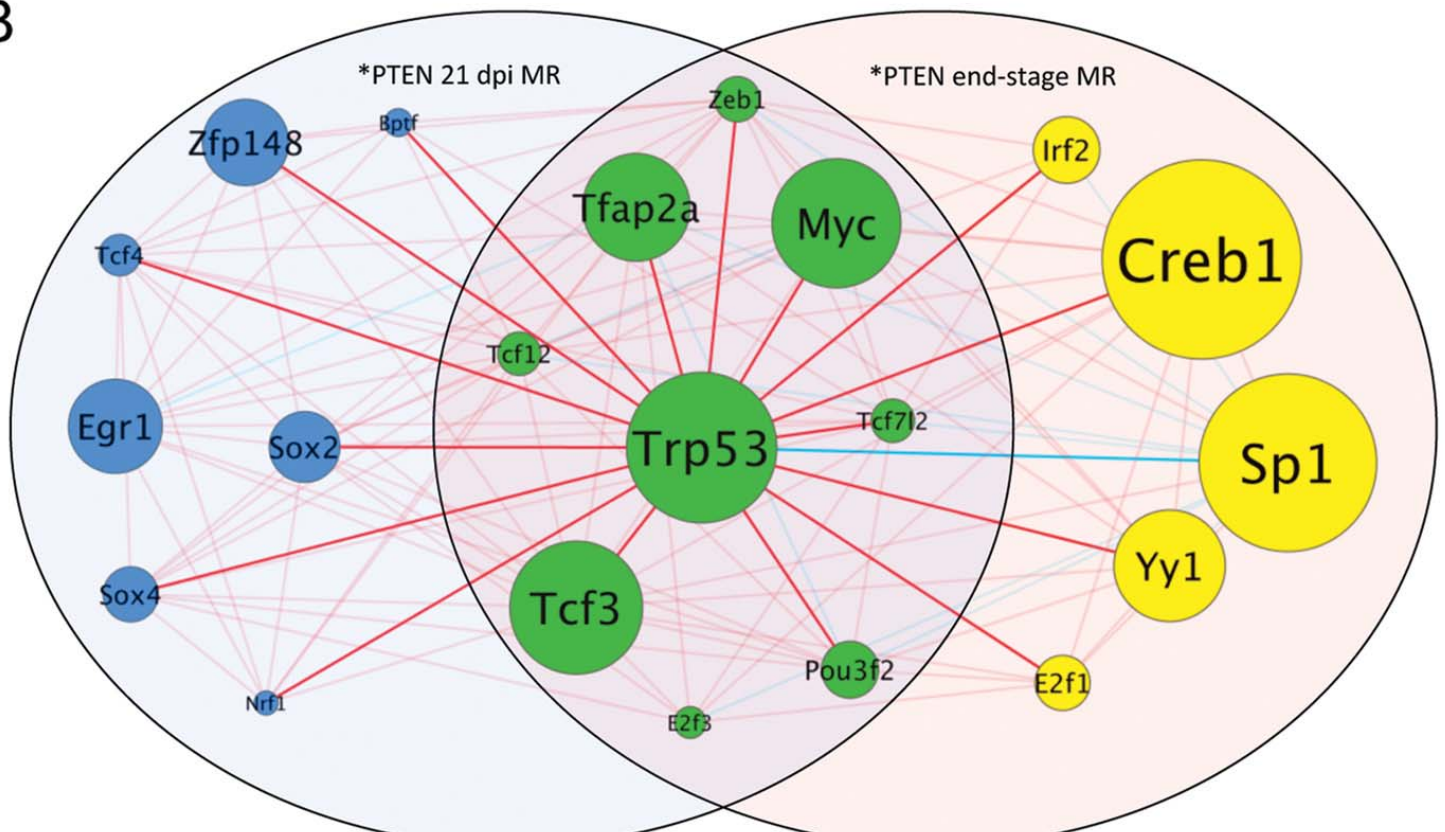 B
*PTEN 21 dpi MR
*PTEN end-stage MR
Zeb1
Bptf
Zfp148
Irf2
Tfap2a
Myc
Tcf4
Creb1
Tcf12
Tcf7l2
Egr1
Sox2
Trp53
Sp1
Yy1
Sox4
Tcf3
Pou3f2
E2f1
Nrf1
E2f3